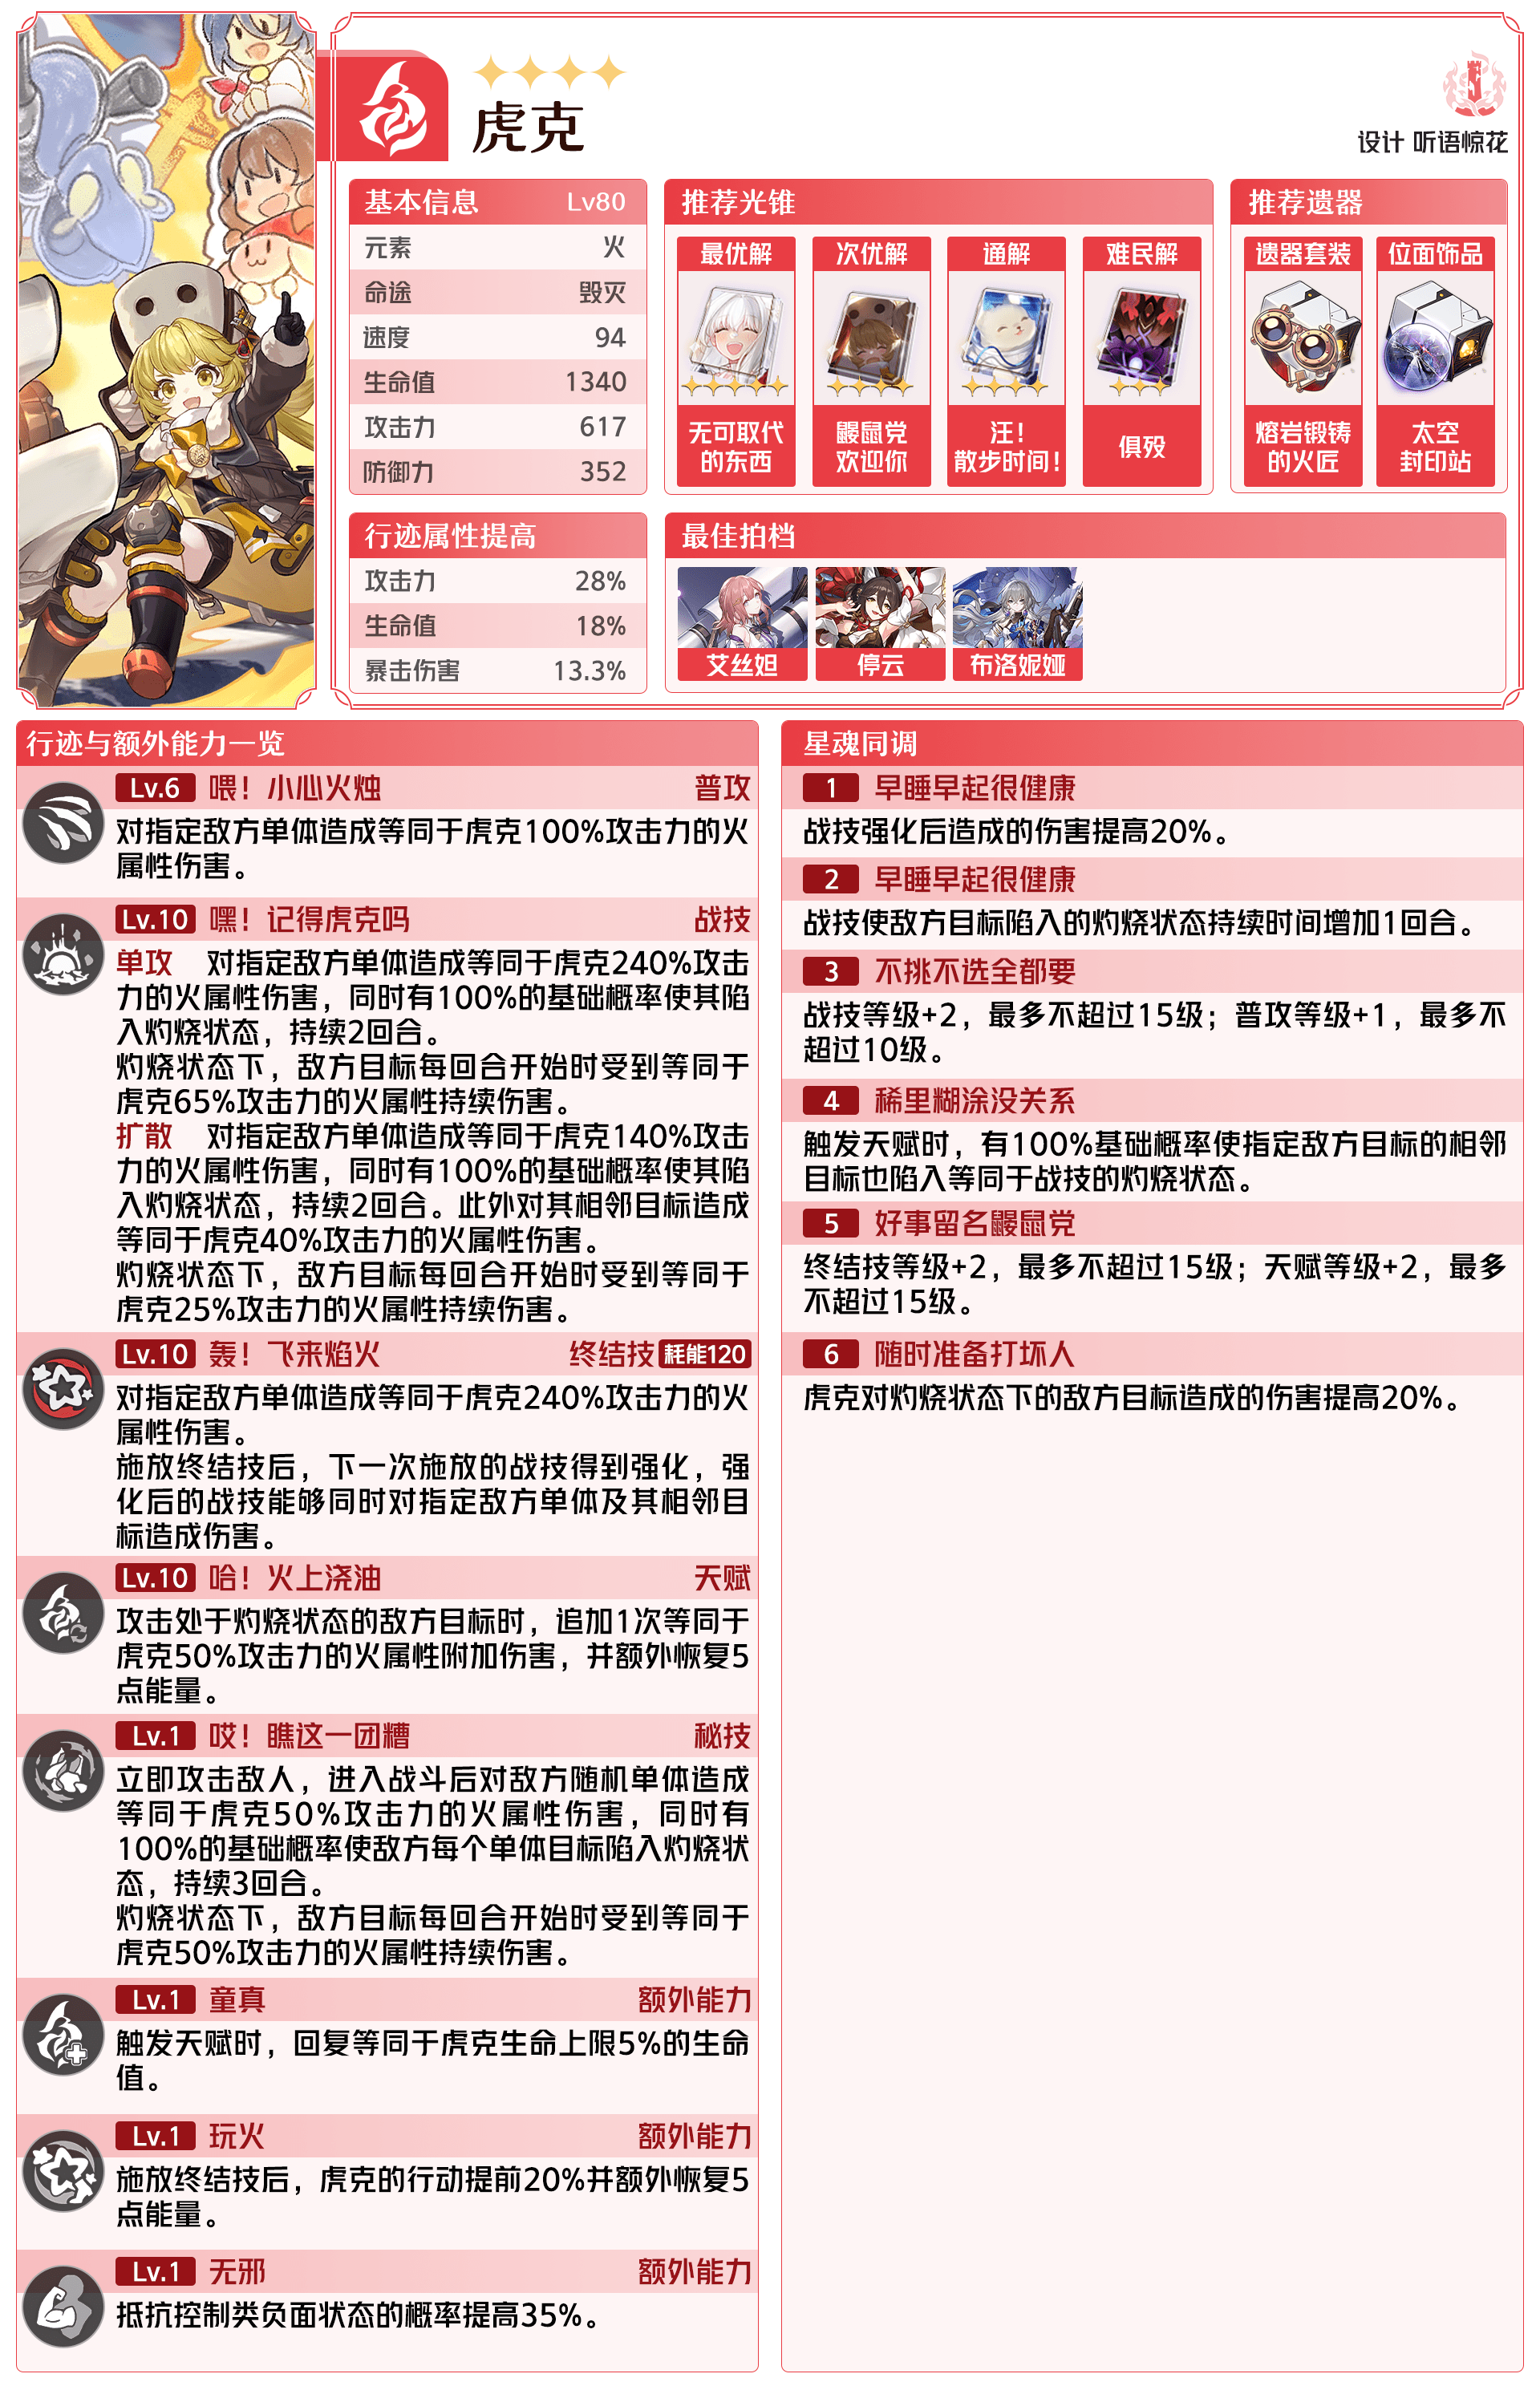 虎克
设计 听语惊花
基本信息 Lv80
元素 火
命途 毁灭
速度 94
生命值 1340
攻击力 617
防御力 352
推荐光锥
最优解 次优解 通解 难民解
无可取代 鼹鼠党 汪！ 俱殁
的东西 欢迎你 散步时间！
推荐遗器
遗器套装 位面饰品
熔岩锻铸 太空
的火匠 封印站
行迹属性提高
攻击力 28%
生命值 18%
暴击伤害 13.3%
最佳拍档
艾丝妲 停云 布洛妮娅
行迹与额外能力一览
Lv.6 喂！小心火烛 普攻
对指定敌方单体造成等同于虎克100%攻击力的火
属性伤害。
Lv.10 嘿！记得虎克吗 战技
单攻 对指定敌方单体造成等同于虎克240%攻击
力的火属性伤害，同时有100%的基础概率使其陷
入灼烧状态，持续2回合。
灼烧状态下，敌方目标每回合开始时受到等同于
虎克65%攻击力的火属性持续伤害。
扩散 对指定敌方单体造成等同于虎克140%攻击
力的火属性伤害，同时有100%的基础概率使其陷
入灼烧状态，持续2回合。此外对其相邻目标造成
等同于虎克40%攻击力的火属性伤害。
灼烧状态下，敌方目标每回合开始时受到等同于
虎克25%攻击力的火属性持续伤害。
Lv.10 轰！飞来焰火 终结技 耗能120
对指定敌方单体造成等同于虎克240%攻击力的火
属性伤害。
施放终结技后，下一次施放的战技得到强化，强
化后的战技能够同时对指定敌方单体及其相邻目
标造成伤害。
Lv.10 哈！火上浇油 天赋
攻击处于灼烧状态的敌方目标时，追加1次等同于
虎克50%攻击力的火属性附加伤害，并额外恢复5
点能量。
Lv.1 哎！瞧这一团糟 秘技
立即攻击敌人，进入战斗后对敌方随机单体造成
等同于虎克50%攻击力的火属性伤害，同时有
100%的基础概率使敌方每个单体目标陷入灼烧状
态，持续3回合。
灼烧状态下，敌方目标每回合开始时受到等同于
虎克50%攻击力的火属性持续伤害。
Lv.1 童真 额外能力
触发天赋时，回复等同于虎克生命上限5%的生命
值。
Lv.1 玩火 额外能力
施放终结技后，虎克的行动提前20%并额外恢复5
点能量。
Lv.1 无邪 额外能力
抵抗控制类负面状态的概率提高35%。
星魂同调
1 早睡早起很健康
战技强化后造成的伤害提高20%。
2 早睡早起很健康
战技使敌方目标陷入的灼烧状态持续时间增加1回合。
3 不挑不选全都要
战技等级+2，最多不超过15级；普攻等级+1，最多不
超过10级。
4 稀里糊涂没关系
触发天赋时，有100%基础概率使指定敌方目标的相邻
目标也陷入等同于战技的灼烧状态。
5 好事留名鼹鼠党
终结技等级+2，最多不超过15级；天赋等级+2，最多
不超过15级。
6 随时准备打坏人
虎克对灼烧状态下的敌方目标造成的伤害提高20%。